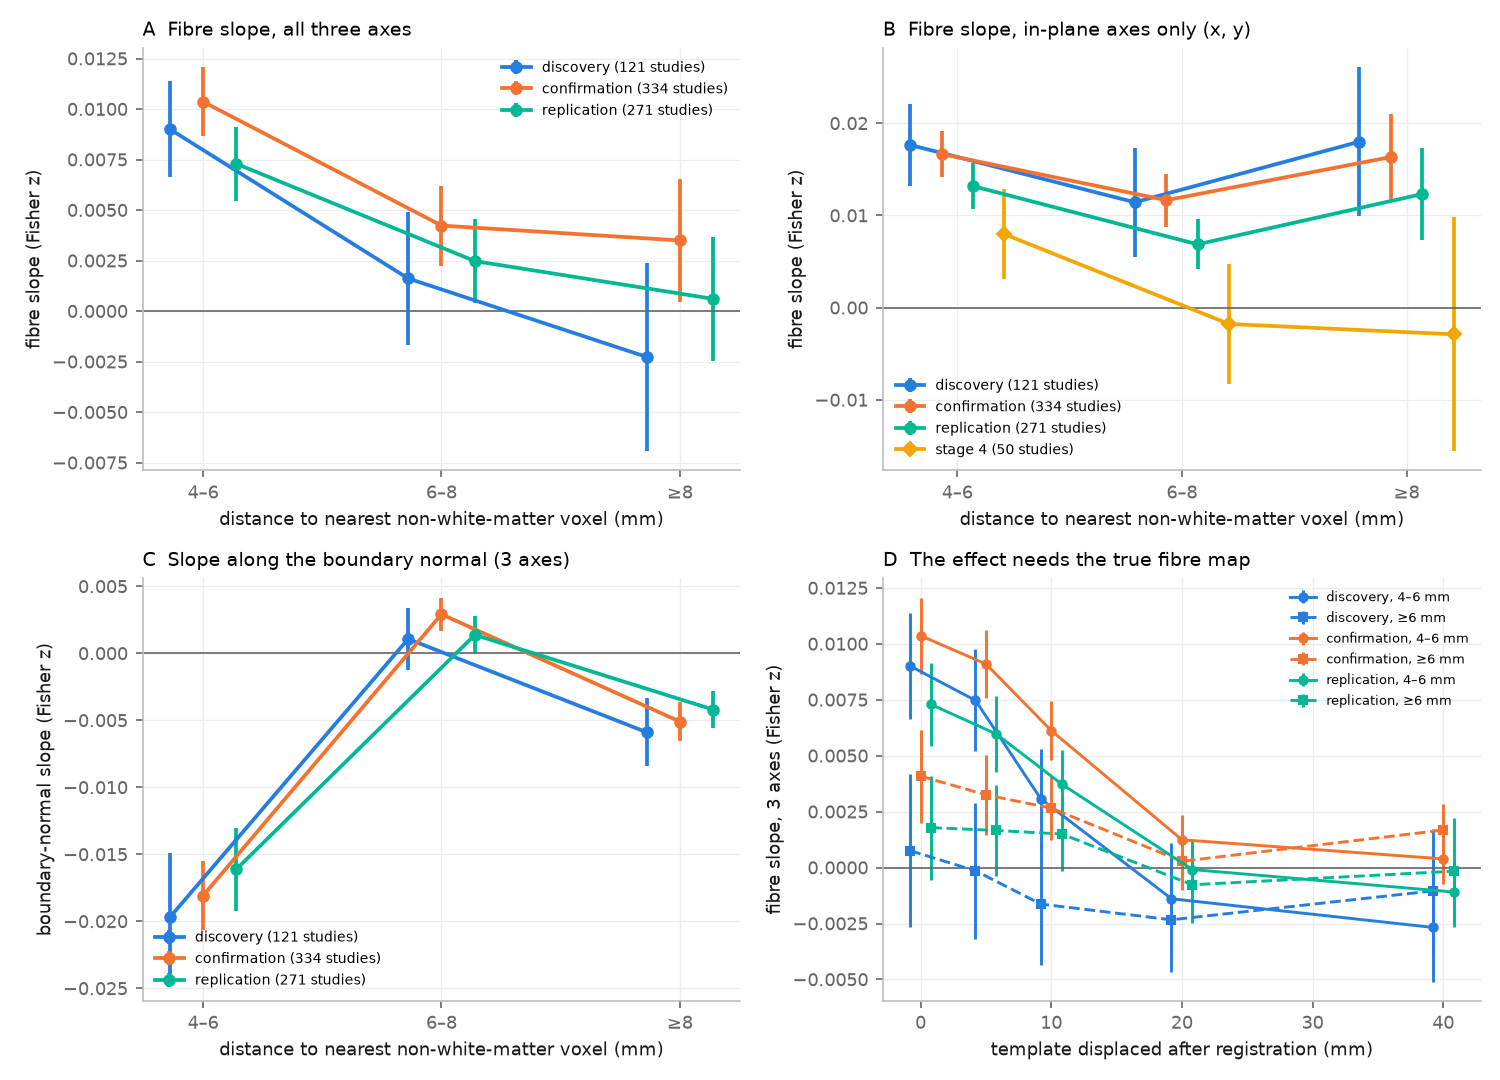 A  Fibre slope, all three axes
fibre slope (Fisher z)
0.0125
0.0100
0.0075
0.0050
0.0025
0.0000
−0.0025
−0.0050
−0.0075
discovery (121 studies)
confirmation (334 studies)
replication (271 studies)
4–6
6–8
≥8
distance to nearest non-white-matter voxel (mm)
B  Fibre slope, in-plane axes only (x, y)
fibre slope (Fisher z)
0.02
0.01
0.00
−0.01
discovery (121 studies)
confirmation (334 studies)
replication (271 studies)
stage 4 (50 studies)
4–6
6–8
≥8
distance to nearest non-white-matter voxel (mm)
C  Slope along the boundary normal (3 axes)
boundary-normal slope (Fisher z)
0.005
0.000
−0.005
−0.010
−0.015
−0.020
−0.025
discovery (121 studies)
confirmation (334 studies)
replication (271 studies)
4–6
6–8
≥8
distance to nearest non-white-matter voxel (mm)
D  The effect needs the true fibre map
fibre slope, 3 axes (Fisher z)
0.0125
0.0100
0.0075
0.0050
0.0025
0.0000
−0.0025
−0.0050
discovery, 4–6 mm
discovery, ≥6 mm
confirmation, 4–6 mm
confirmation, ≥6 mm
replication, 4–6 mm
replication, ≥6 mm
0
10
20
30
40
template displaced after registration (mm)